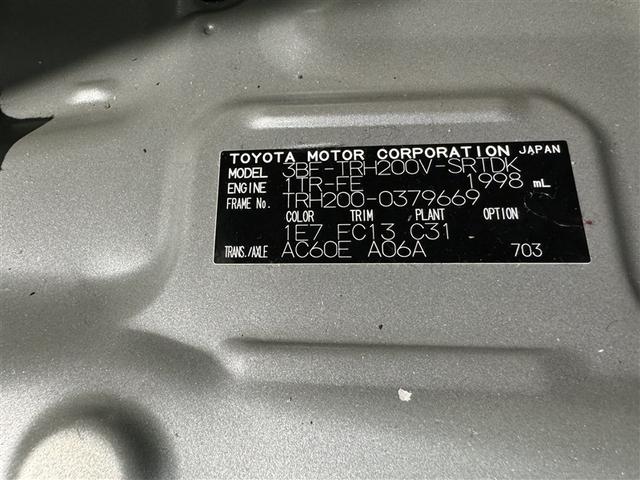 TOYOTA MOTOR CORPORATION JAPAN
MODEL 3BF-TRH200V-SRTDK
ENGINE 1TR-FE 1998 mL
FRAME No. TRH200-0379669
COLOR TRIM PLANT OPTION
1E7 FC13 C31
TRANS./AXLE AC60E A06A 703